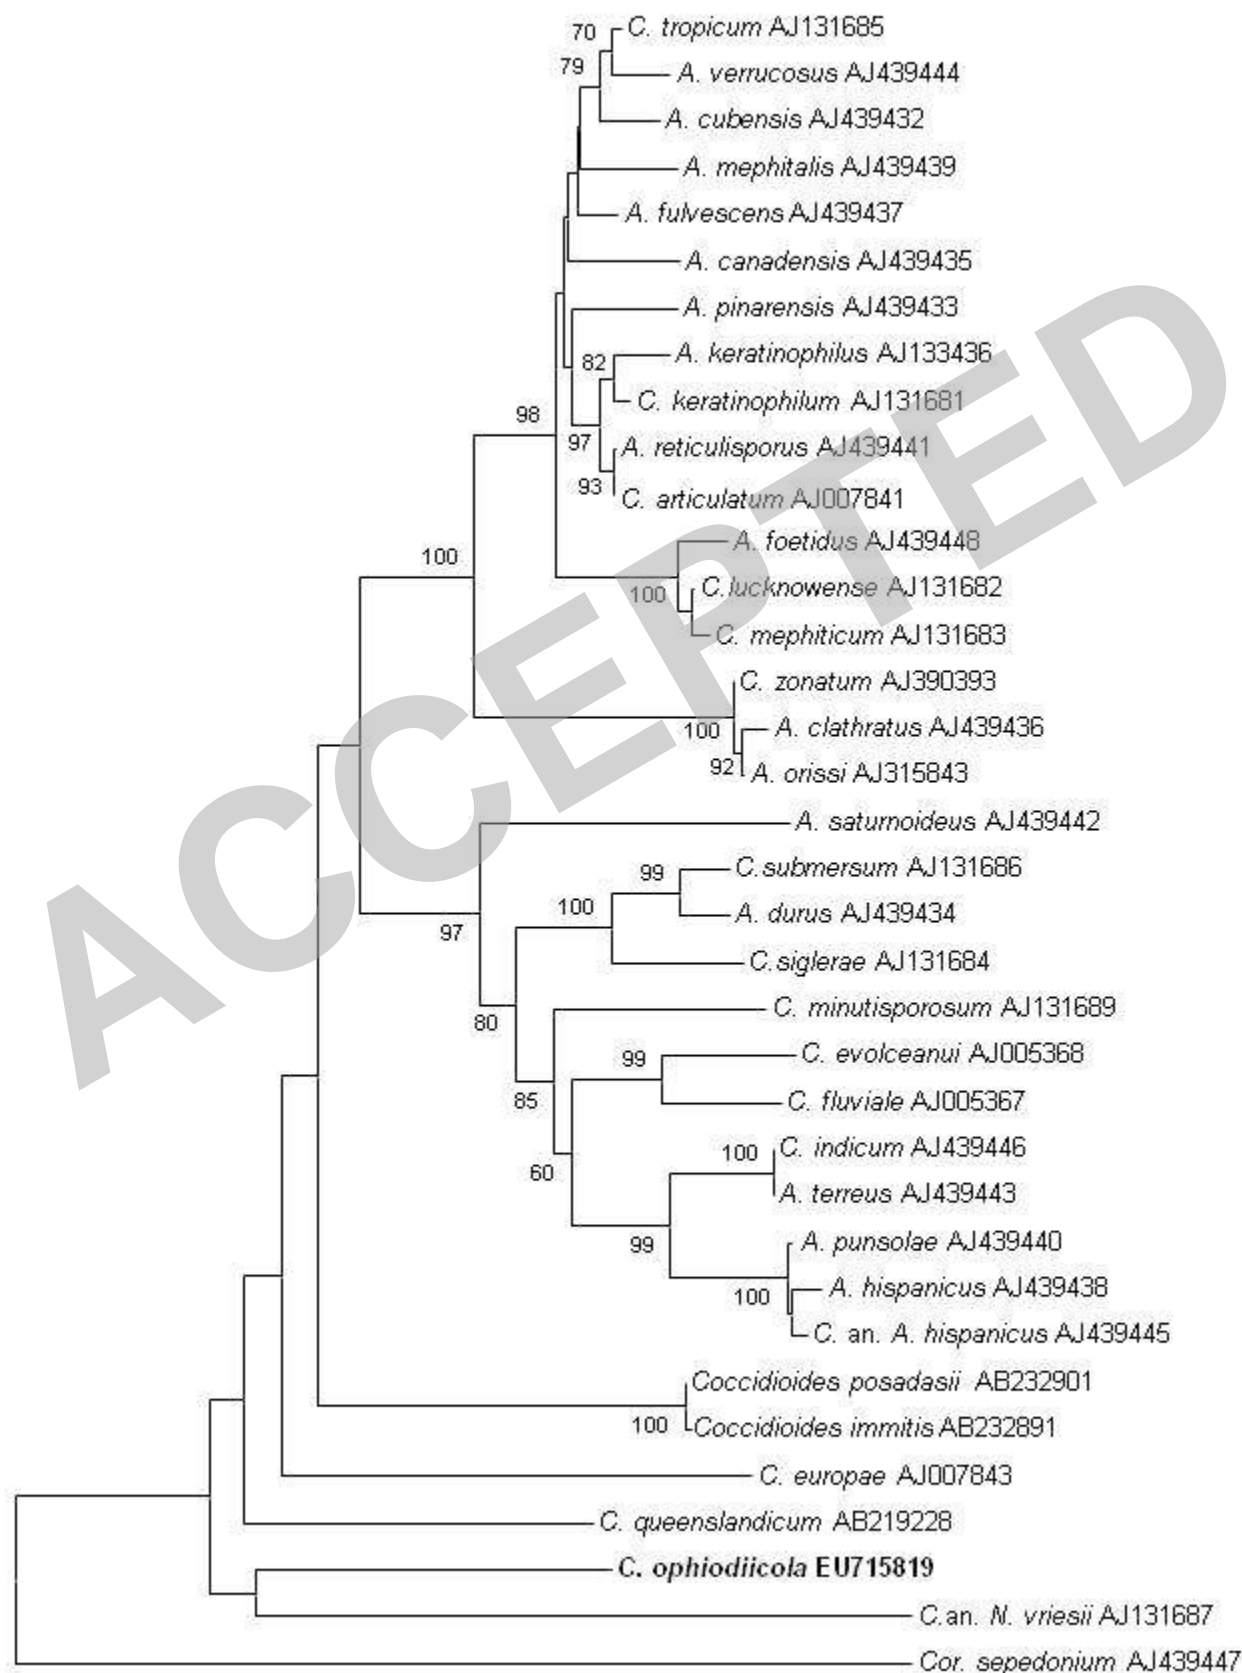 70
C. tropicum AJ131685
79
A. verrucosus AJ439444
A. cubensis AJ439432
A. mephitalis AJ439439
A. fulvescens AJ439437
A. canadensis AJ439435
A. pinarensis AJ439433
82
A. keratinophilus AJ133436
C. keratinophilum AJ131681
98
97
A. reticulisporus AJ439441
93
C. articulatum AJ007841
A. foetidus AJ439448
100
100
C.lucknowense AJ131682
C. mephiticum AJ131683
C. zonatum AJ390393
100
A. clathratus AJ439436
92
A. orissi AJ315843
A. saturnoideus AJ439442
99
C.submersum AJ131686
100
A. durus AJ439434
97
C.siglerae AJ131684
80
C. minutisporosum AJ131689
99
C. evolceanui AJ005368
85
C. fluviale AJ005367
100
C. indicum AJ439446
60
A. terreus AJ439443
99
A. punsolae AJ439440
100
A. hispanicus AJ439438
C. an. A. hispanicus AJ439445
Coccidioides posadasii AB232901
100
Coccidioides immitis AB232891
C. europae AJ007843
C. queenslandicum AB219228
C. ophiodiicola EU715819
C.an. N. vriesii AJ131687
Cor. sepedonium AJ439447
ACCEPTED